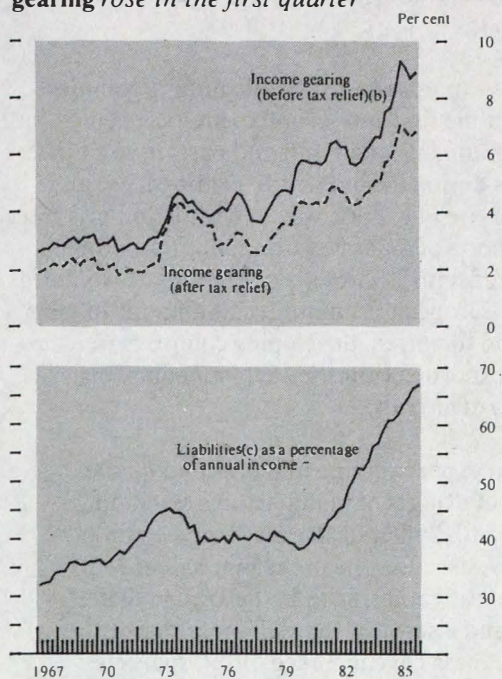 gearing rose in the first quarter
Per cent
10
Income gearing
(before tax relief)(b)
8
6
4
Income gearing
(after tax relief)
2
0
70
Liabilities(c) as a percentage
of annual income
60
50
40
30
1967 70 73 76 79 82 85